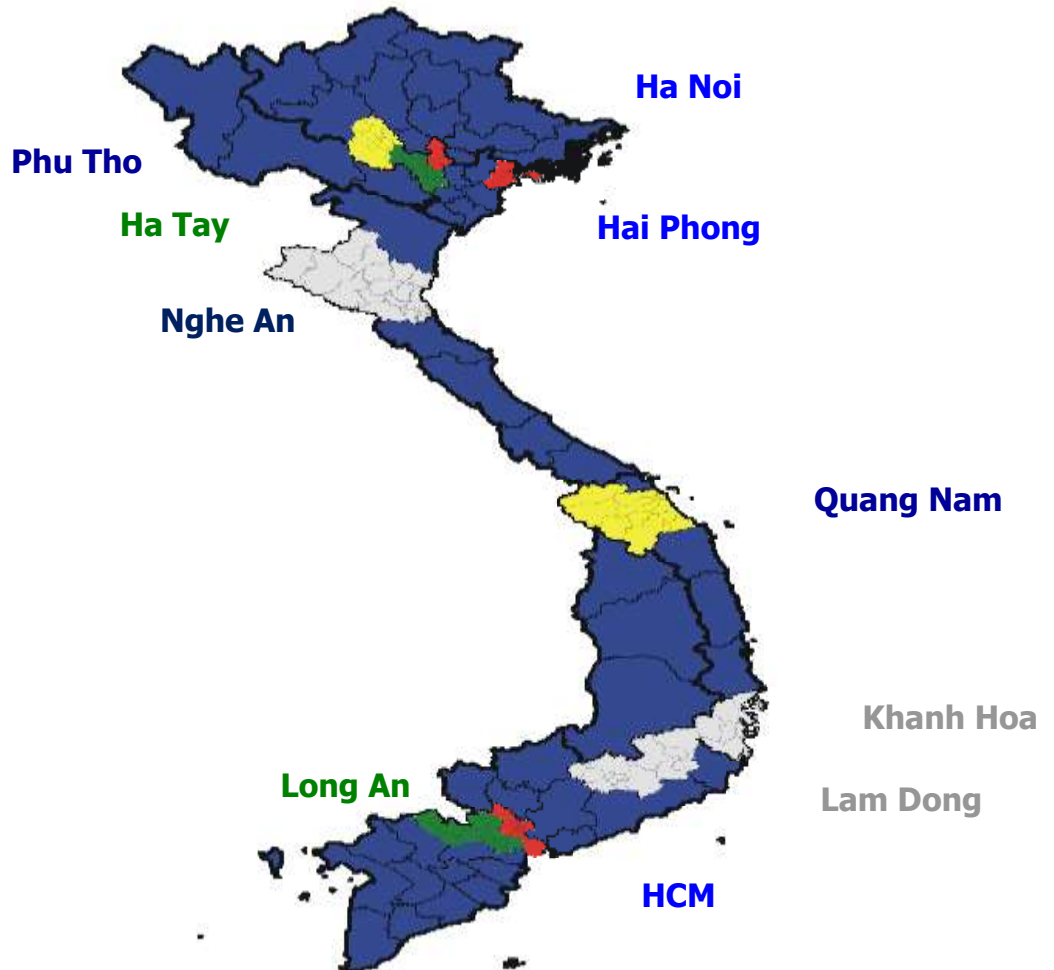 Ha Noi
Phu Tho
Ha Tay
Hai Phong
Nghe An
Quang Nam
Khanh Hoa
Long An
Lam Dong
HCM